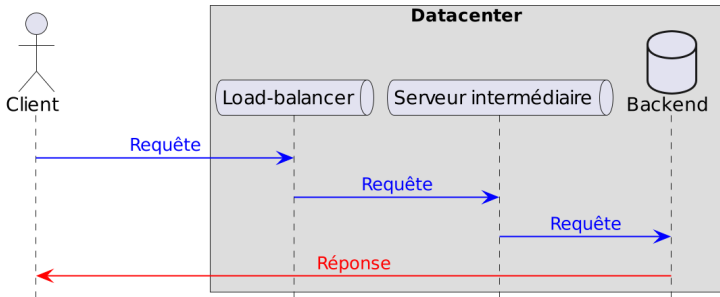 Datacenter
Client
Load-balancer
Serveur intermédiaire
Backend
Requête
Requête
Requête
Réponse